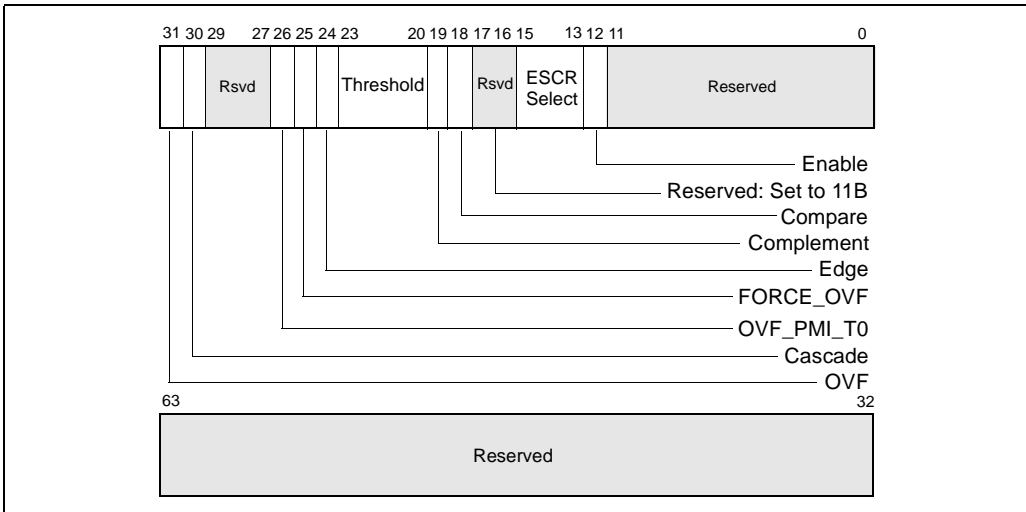 31 30 29 27 26 25 24 23 20 19 18 17 16 15 13 12 11 0
Rsvd Threshold Rsvd ESCR Select Reserved
Enable
Reserved: Set to 11B
Compare
Complement
Edge
FORCE_OVF
OVF_PMI_T0
Cascade
OVF
63 32
Reserved